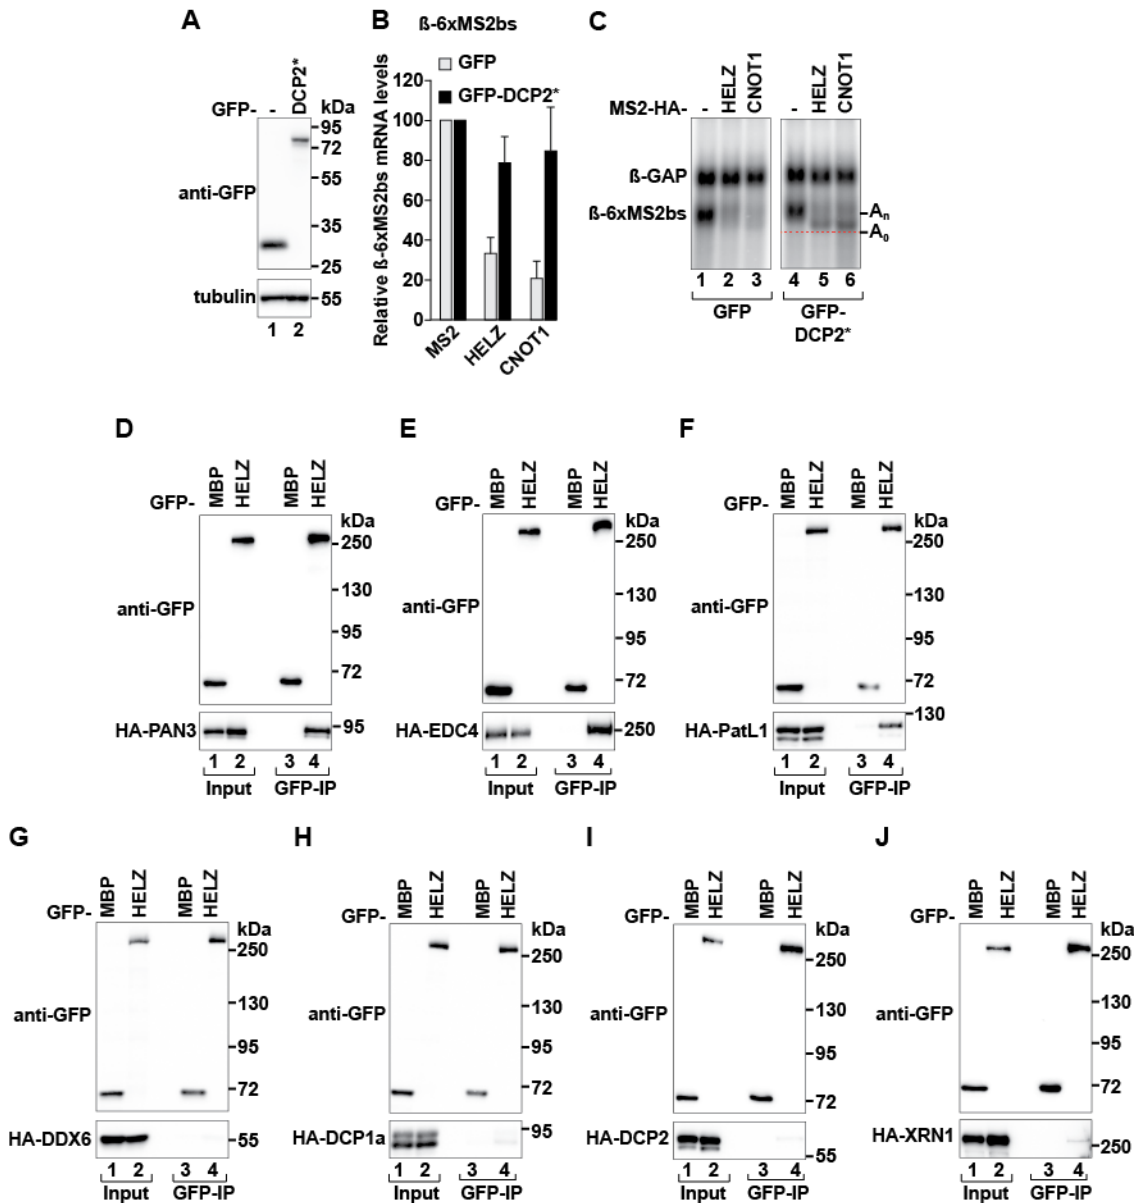 A
GFP-
-
DCP2*
kDa
95
72
55
35
25
anti-GFP
tubulin
55
1 2
B
ß-6xMS2bs
GFP
GFP-DCP2*
Relative ß-6xMS2bs mRNA levels
120
100
80
60
40
20
0
MS2
HELZ
CNOT1
C
MS2-HA-
- HELZ CNOT1
- HELZ CNOT1
ß-GAP
ß-6xMS2bs
An
A0
1 2 3
4 5 6
GFP
GFP-
DCP2*
D
GFP-
MBP HELZ MBP HELZ
kDa
250
130
95
72
anti-GFP
HA-PAN3
95
1 2 3 4
Input GFP-IP
E
GFP-
MBP HELZ MBP HELZ
kDa
250
130
95
72
anti-GFP
HA-EDC4
250
1 2 3 4
Input GFP-IP
F
GFP-
MBP HELZ MBP HELZ
kDa
250
130
95
72
anti-GFP
HA-PatL1
130
1 2 3 4
Input GFP-IP
G
GFP-
MBP HELZ MBP HELZ
kDa
250
130
95
72
anti-GFP
HA-DDX6
55
1 2 3 4
Input GFP-IP
H
GFP-
MBP HELZ MBP HELZ
kDa
250
130
95
72
anti-GFP
HA-DCP1a
95
1 2 3 4
Input GFP-IP
I
GFP-
MBP HELZ MBP HELZ
kDa
250
130
95
72
anti-GFP
HA-DCP2
55
1 2 3 4
Input GFP-IP
J
GFP-
MBP HELZ MBP HELZ
kDa
250
130
95
72
anti-GFP
HA-XRN1
250
1 2 3 4
Input GFP-IP